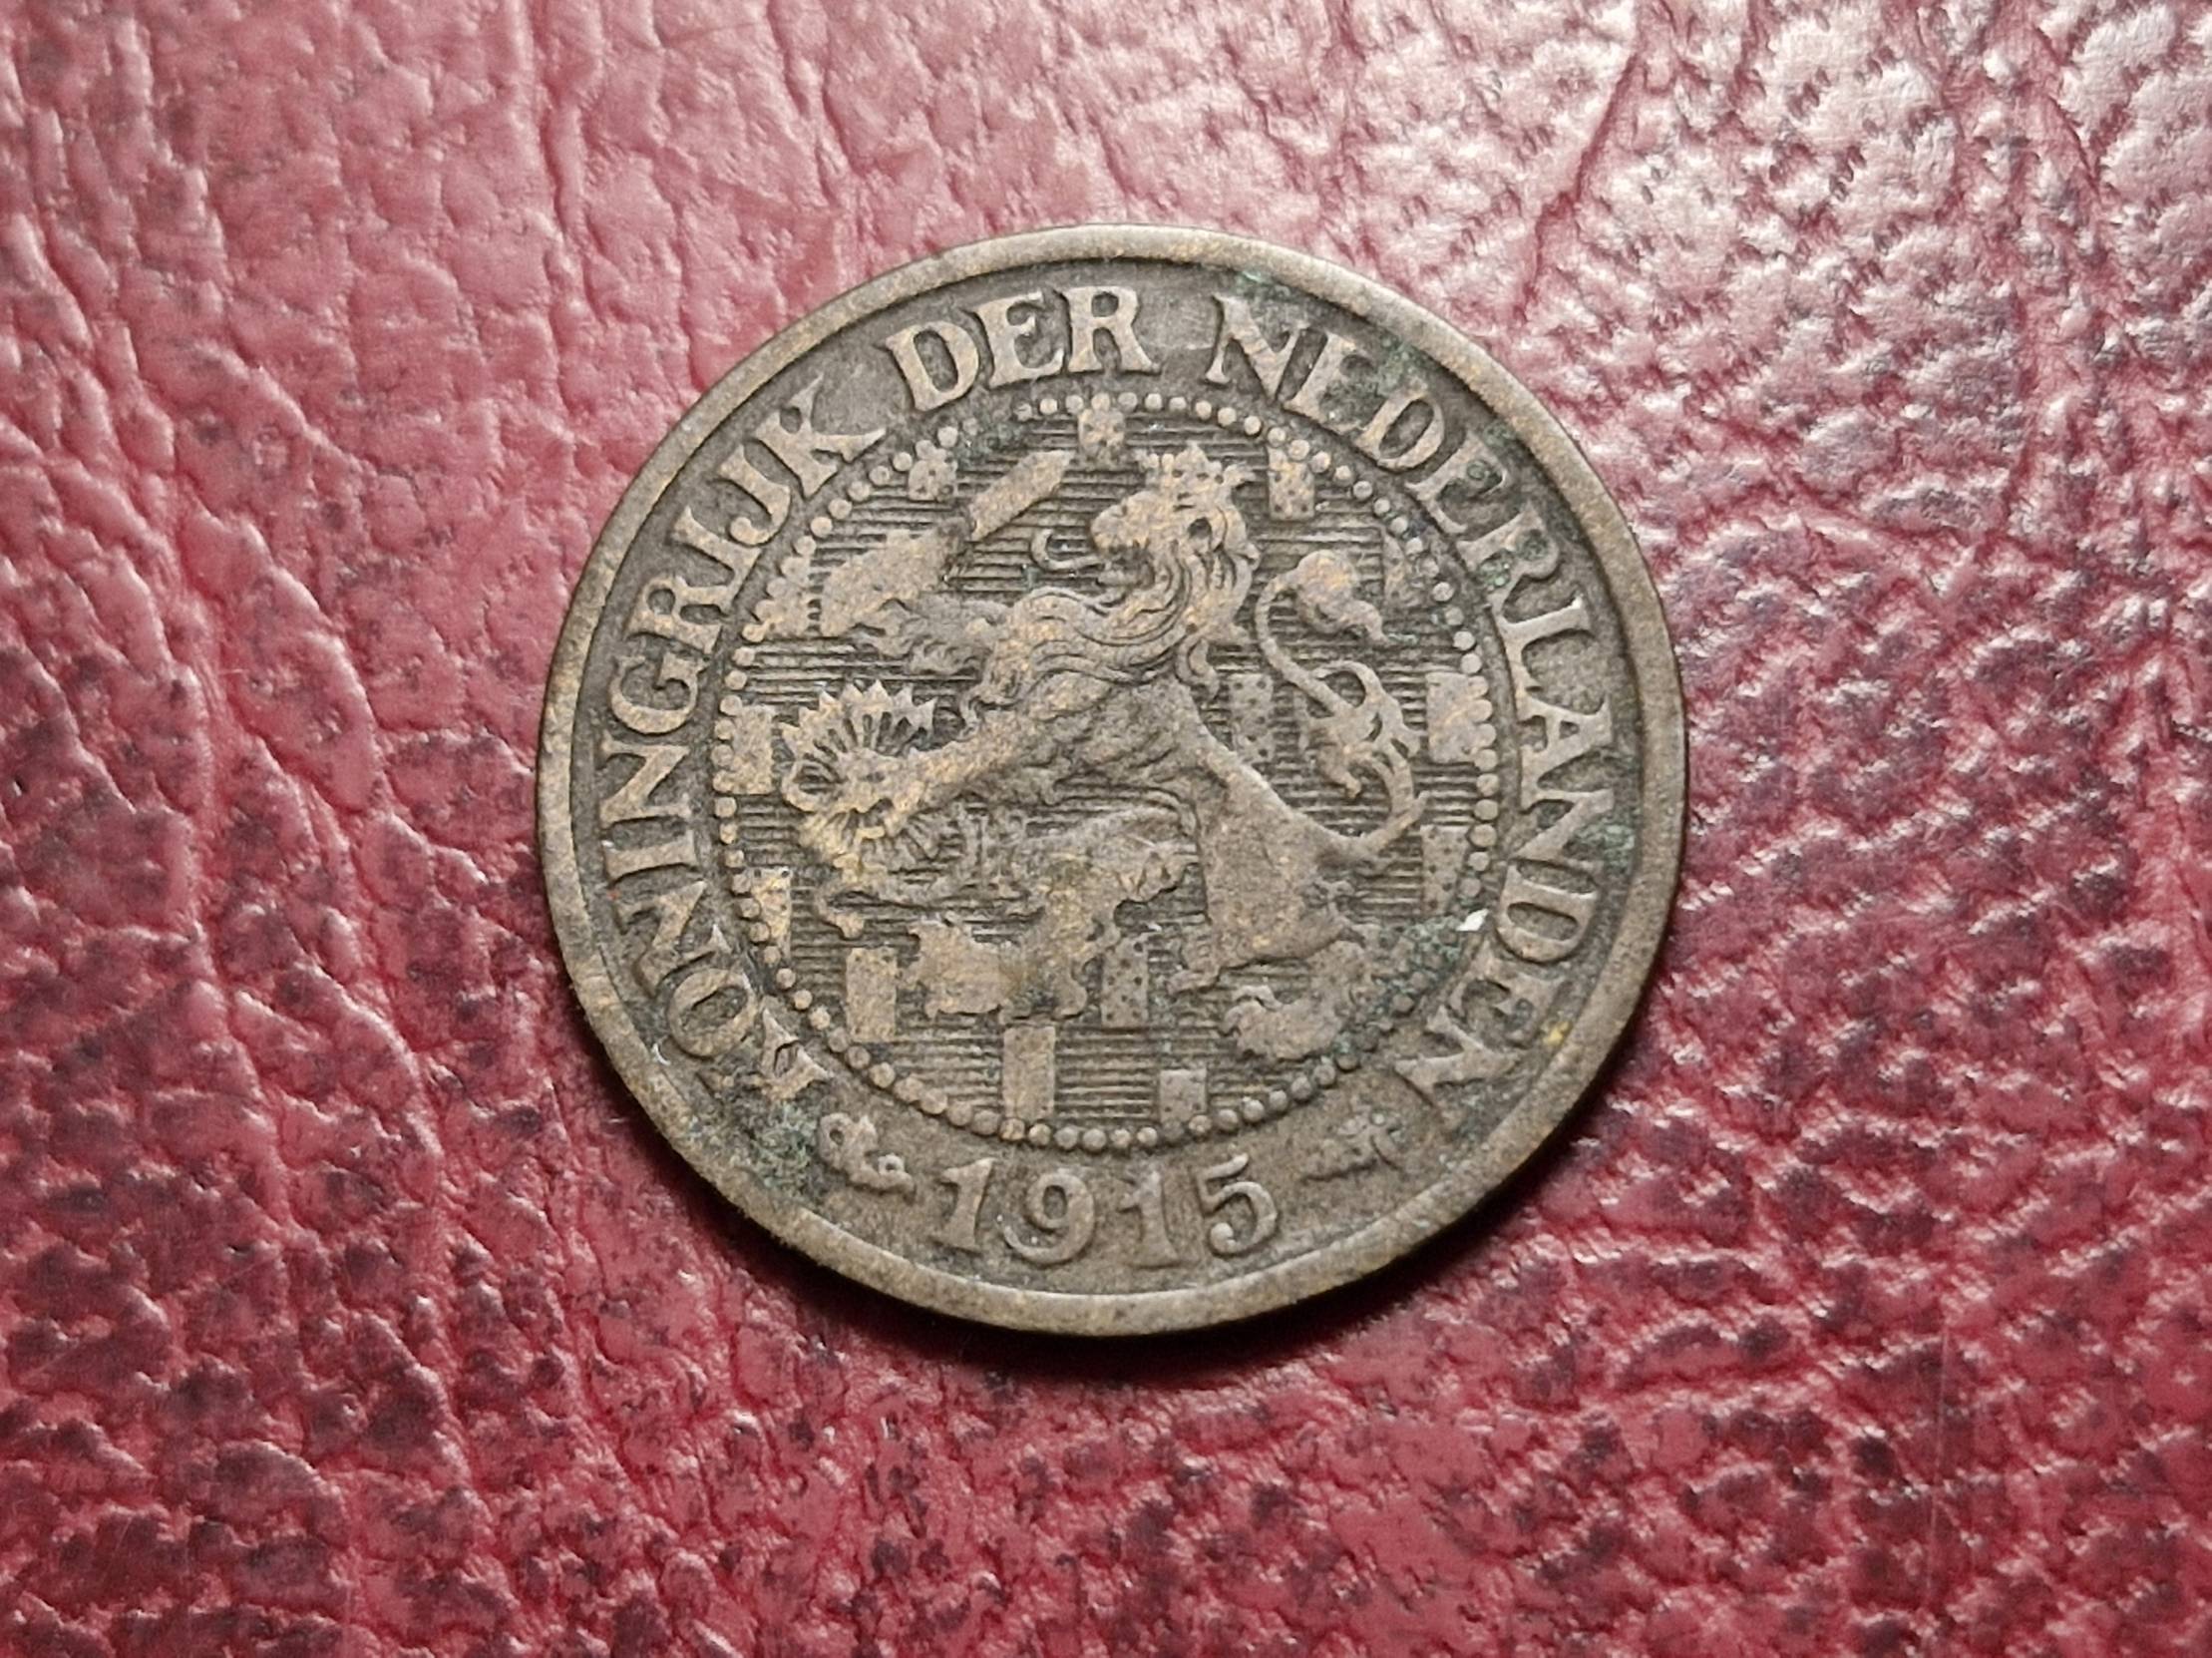 KONINGRIJK DER NEDERLANDEN
1915